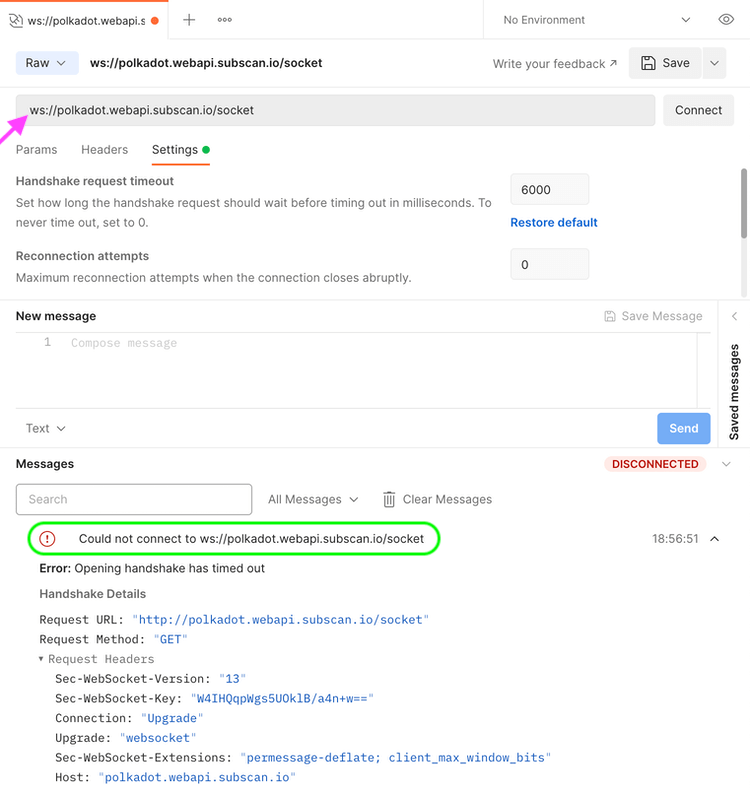 ws://polkadot.webapi.s
No Environment
Raw
ws://polkadot.webapi.subscan.io/socket
Write your feedback ↗
Save
ws://polkadot.webapi.subscan.io/socket
Connect
Params Headers Settings
Handshake request timeout
Set how long the handshake request should wait before timing out in milliseconds. To
never time out, set to 0.
6000
Restore default
Reconnection attempts
Maximum reconnection attempts when the connection closes abruptly.
0
New message
Save Message
1 Compose message
Saved messages
Text
Send
Messages
DISCONNECTED
Search
All Messages
Clear Messages
Could not connect to ws://polkadot.webapi.subscan.io/socket
18:56:51
Error: Opening handshake has timed out
Handshake Details
Request URL: "http://polkadot.webapi.subscan.io/socket"
Request Method: "GET"
Request Headers
Sec-WebSocket-Version: "13"
Sec-WebSocket-Key: "W4IHQqpWgs5UOklB/a4n+w=="
Connection: "Upgrade"
Upgrade: "websocket"
Sec-WebSocket-Extensions: "permessage-deflate; client_max_window_bits"
Host: "polkadot.webapi.subscan.io"